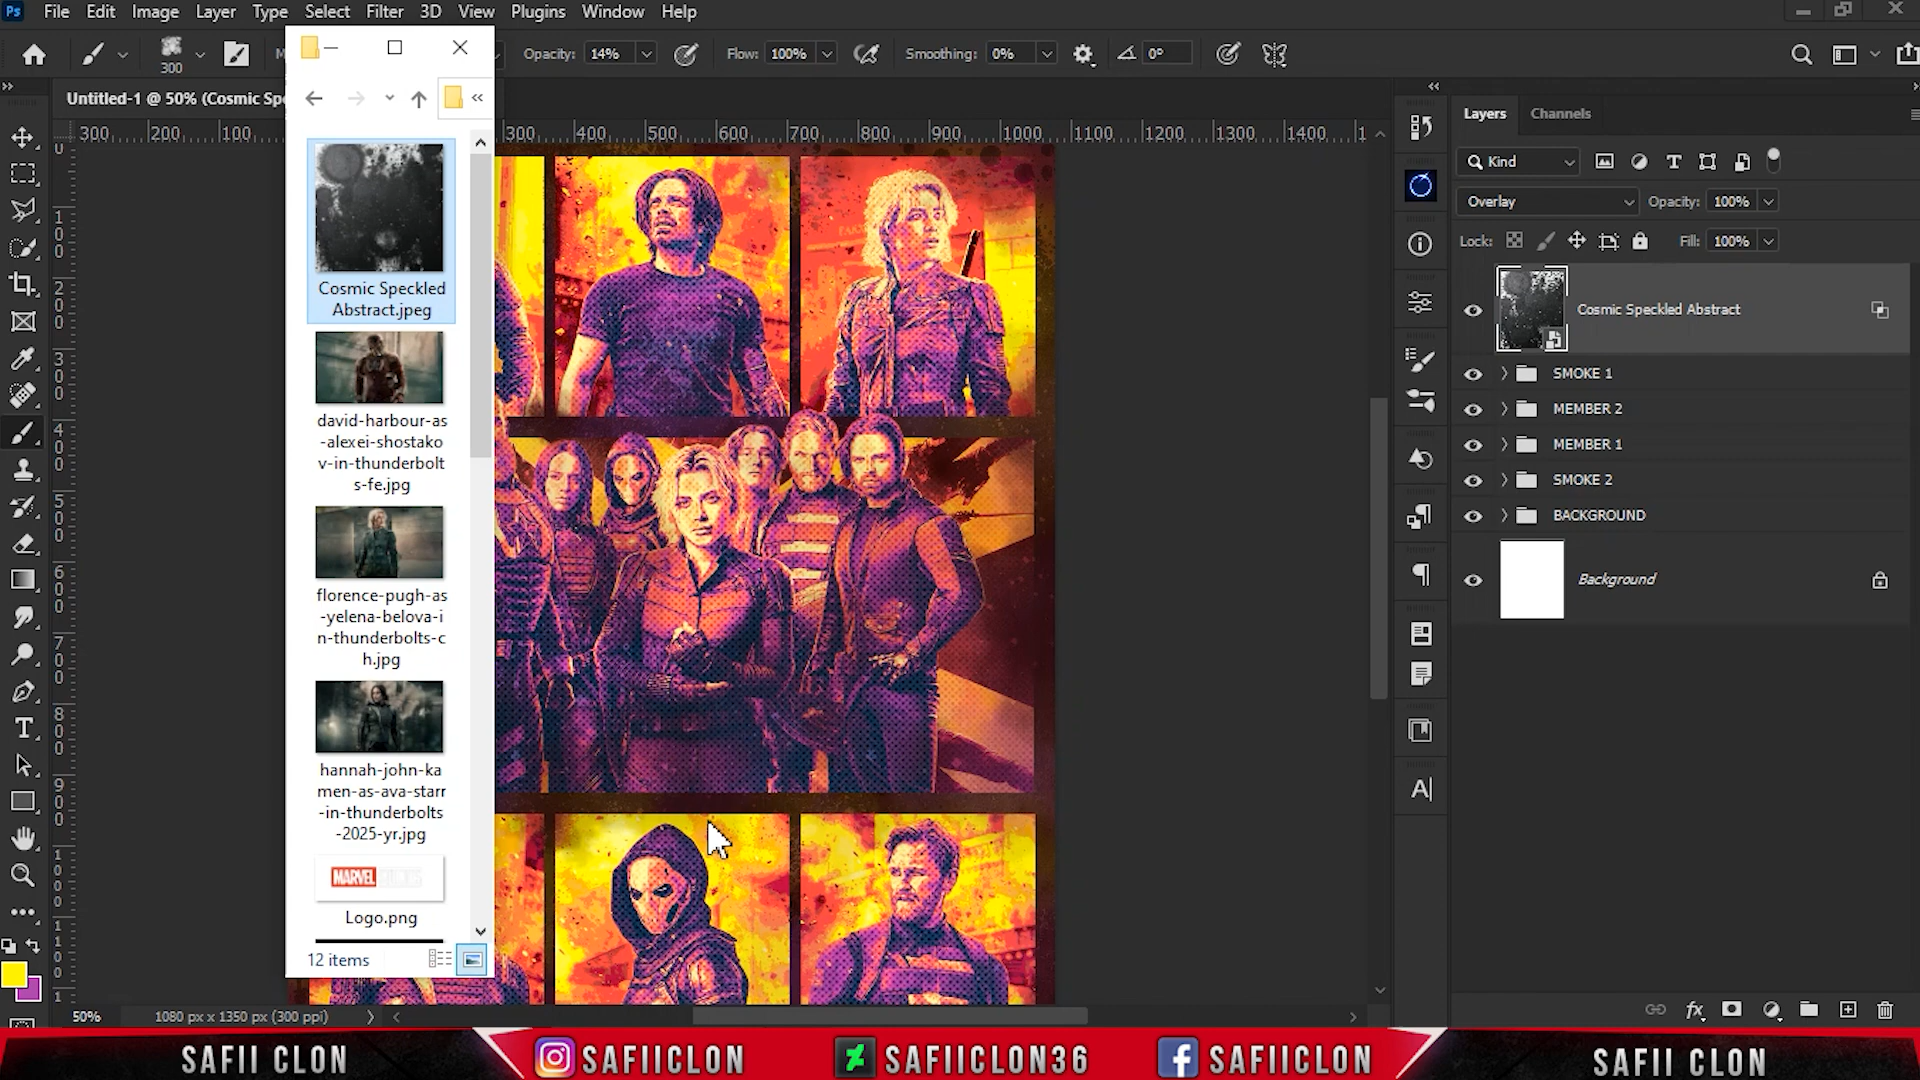 Ps File Edit Image Layer Type Select Filter 3D View Plugins Window Help
300 Opacity: 14% Flow: 100% Smoothing: 0% 0°
Untitled-1 @ 50% (Cosmic Spe
300 200 100 300 400 500 600 700 800 900 1000 1100 1200 1300 1400
Cosmic Speckled
Abstract.jpeg
david-harbour-as
-alexei-shostako
v-in-thunderbolt
s-fe.jpg
florence-pugh-as
-yelena-belova-i
n-thunderbolts-c
h.jpg
hannah-john-ka
men-as-ava-starr
-in-thunderbolts
-2025-yr.jpg
MARVEL
Logo.png
12 items
Layers Channels
Kind
Overlay Opacity: 100%
Lock: Fill: 100%
Cosmic Speckled Abstract
SMOKE 1
MEMBER 2
MEMBER 1
SMOKE 2
BACKGROUND
Background
50% 1080 px x 1350 px (300 ppi)
SAFII CLON SAFIICLON SAFIICLON36 SAFIICLON SAFII CLON